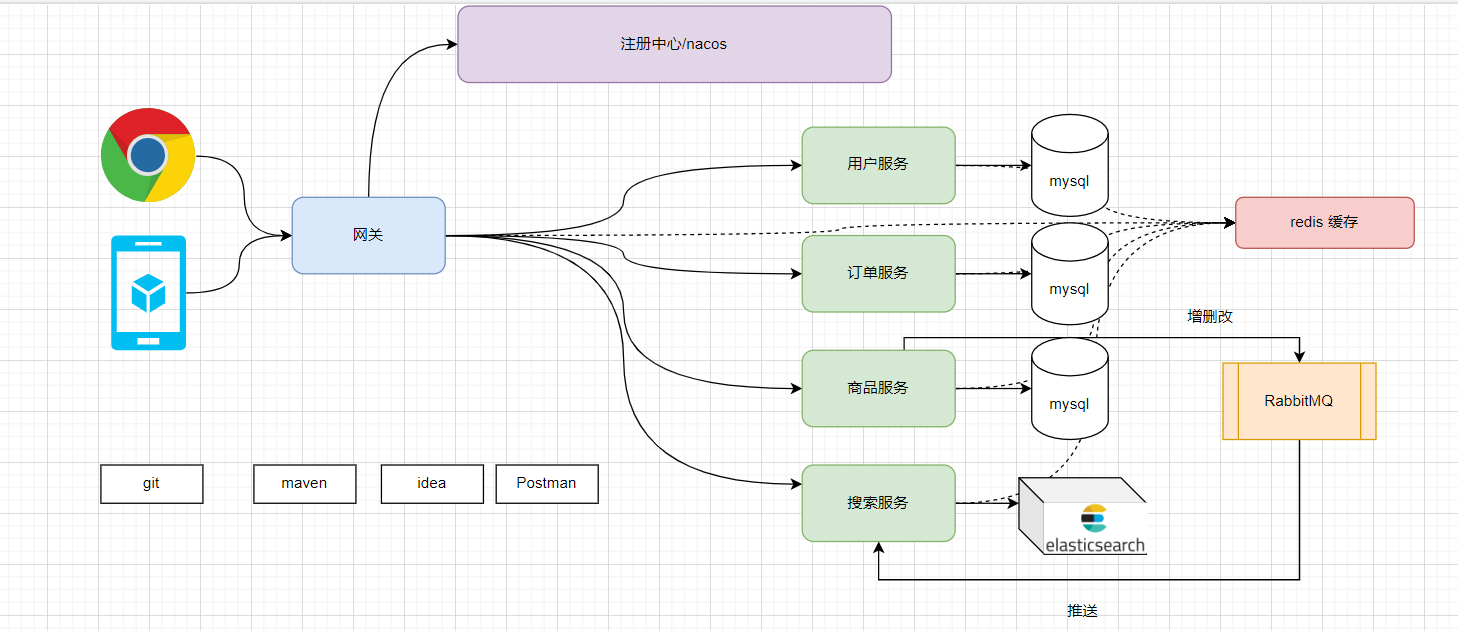 注册中心/nacos
用户服务
mysql
网关
redis 缓存
订单服务
mysql
增删改
商品服务
mysql
RabbitMQ
git
maven
idea
Postman
搜索服务
elasticsearch
推送